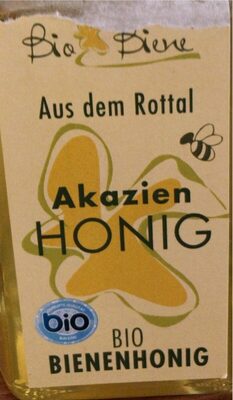 Bio Biene
Aus dem Rottal
Akazien
HONIG
bio
BIO
BIENENHONIG